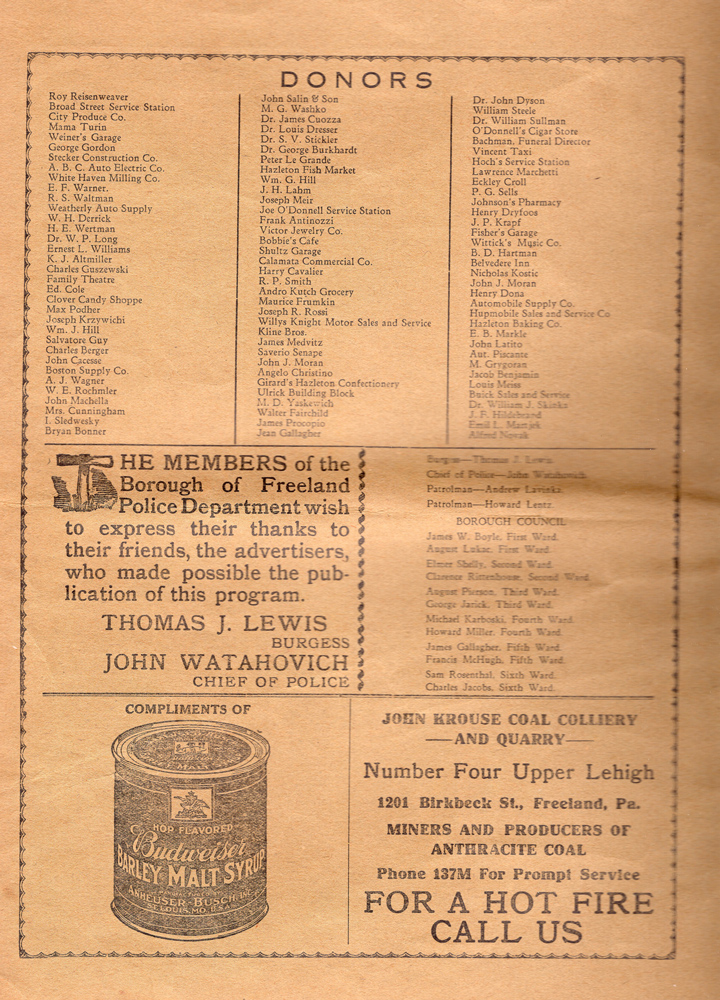 DONORS
Roy Reisenweaver
Broad Street Service Station
City Produce Co.
Mama Turin
Weiner's Garage
George Gordon
Stecker Construction Co.
A. B. C. Auto Electric Co.
White Haven Milling Co.
E. F. Warner.
R. S. Waltman
Weatherly Auto Supply
W. H. Derrick
H. E. Wertman
Dr. W. P. Long
Ernest L. Williams
K. J. Altmiller
Charles Guszewski
Family Theatre
Ed. Cole
Clover Candy Shoppe
Max Podher
Joseph Krzywichi
Wm. J. Hill
Salvatore Guy
Charles Berger
John Cacesse
Boston Supply Co.
A. J. Wagner
W. E. Rochmler
John Machella
Mrs. Cunningham
I. Sledwesky
Bryan Bonner
John Salin & Son
M. G. Washko
Dr. James Cuozza
Dr. Louis Dresser
Dr. S. V. Stickler
Dr. George Burkhardt
Peter Le Grande
Hazleton Fish Market
Wm. G. Hill
J. H. Lahm
Joseph Meir
Joe O'Donnell Service Station
Frank Antinozzi
Victor Jewelry Co.
Bobbie's Cafe
Shultz Garage
Calamata Commercial Co.
Harry Cavalier
R. P. Smith
Andro Kutch Grocery
Maurice Frumkin
Joseph R. Rossi
Willys Knight Motor Sales and Service
Kline Bros.
James Medvitz
Saverio Senape
John J. Moran
Angelo Christino
Girard's Hazleton Confectionery
Ulrick Building Block
M. D. Yaskewich
Walter Fairchild
James Procopio
Jean Gallagher
Dr. John Dyson
William Steele
Dr. William Sullman
O'Donnell's Cigar Store
Bachman, Funeral Director
Vincent Taxi
Hoch's Service Station
Lawrence Marchetti
Eckley Croll
P. G. Sells
Johnson's Pharmacy
Henry Dryfoos
J. P. Krapf
Fisher's Garage
Wittick's Music Co.
B. D. Hartman
Belvedere Inn
Nicholas Kostic
John J. Moran
Henry Dona
Automobile Supply Co.
Hupmobile Sales and Service Co
Hazleton Baking Co.
E. B. Markle
John Latito
Aut. Piscante
M. Grygoran
Jacob Benjamin
Louis Meiss
Buick Sales and Service
Dr. William J.
J. F. Hildebrand
Emil L.
Alfred Novak
THE MEMBERS of the
Borough of Freeland
Police Department wish
to express their thanks to
their friends, the advertisers,
who made possible the pub-
lication of this program.
THOMAS J. LEWIS
BURGESS
JOHN WATAHOVICH
CHIEF OF POLICE
Burgess—Thomas J. Lewis.
Chief of Police—John Watahovich
Patrolman—Andrew Lavinka.
Patrolman—Howard Lentz.
BOROUGH COUNCIL
James W. Boyle, First Ward.
August Lukac, First Ward.
Elmer Shelly, Second Ward.
Clarence Rittenhouse, Second Ward.
August Pierson, Third Ward.
George Jarick, Third Ward.
Michael Karboski, Fourth Ward.
Howard Miller, Fourth Ward.
James Gallagher, Fifth Ward.
Francis McHugh, Fifth Ward.
Sam Rosenthal, Sixth Ward.
Charles Jacobs, Sixth Ward.
COMPLIMENTS OF
HOP FLAVORED
Budweiser
BARLEY MALT SYRUP
ANHEUSER-BUSCH, INC.
ST. LOUIS, MO. U.S.A.
JOHN KROUSE COAL COLLIERY
—AND QUARRY—
Number Four Upper Lehigh
1201 Birkbeck St., Freeland, Pa.
MINERS AND PRODUCERS OF
ANTHRACITE COAL
Phone 137M For Prompt Service
FOR A HOT FIRE
CALL US